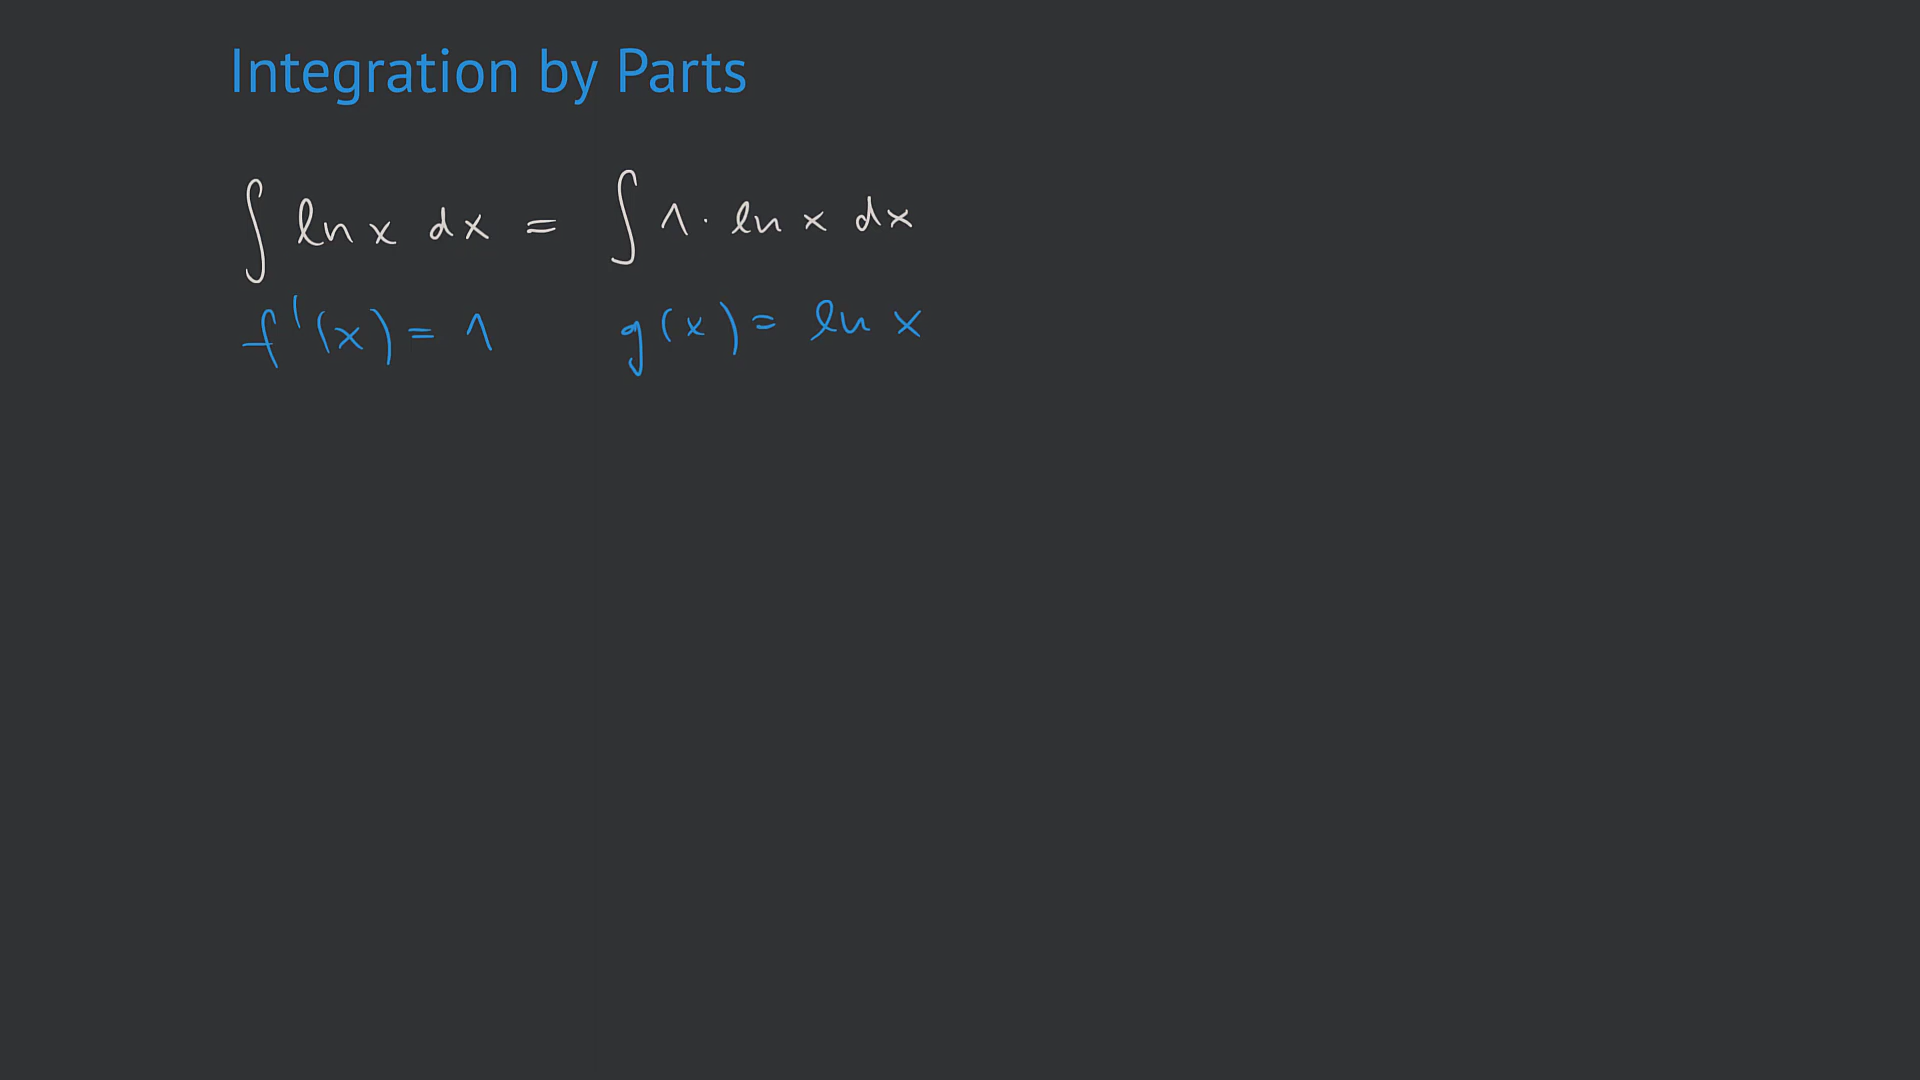 Integration by Parts
∫ ln x dx = ∫ 1 · ln x dx
f'(x) = 1 g(x) = ln x